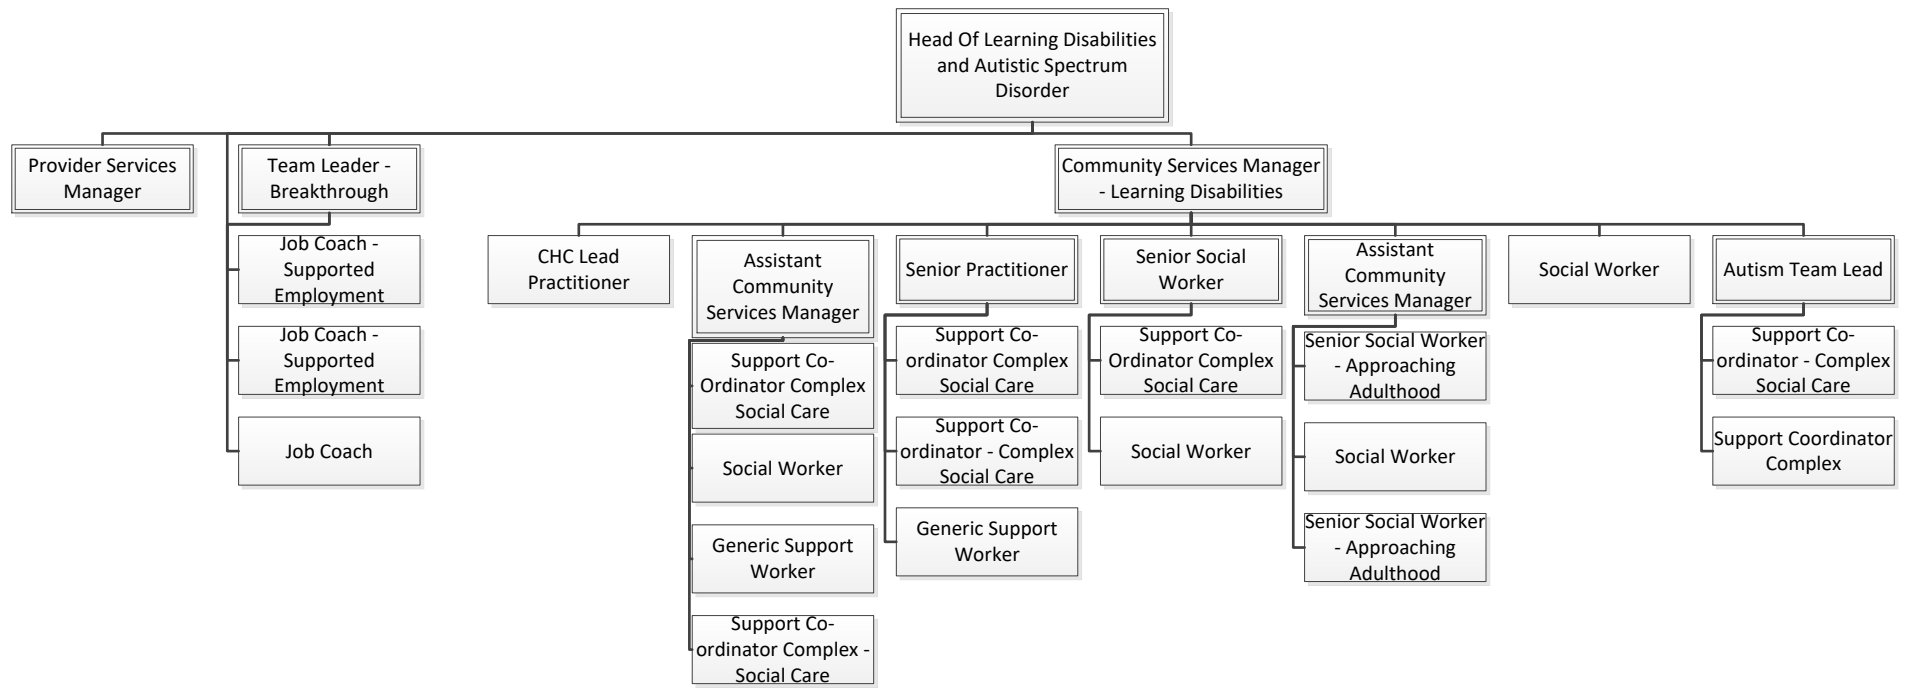 Head Of Learning Disabilities
and Autistic Spectrum
Disorder
Provider Services
Manager
Team Leader -
Breakthrough
Community Services Manager
- Learning Disabilities
Job Coach -
Supported
Employment
Job Coach -
Supported
Employment
Job Coach
CHC Lead
Practitioner
Assistant
Community
Services Manager
Support Co-
Ordinator Complex
Social Care
Social Worker
Generic Support
Worker
Support Co-
ordinator Complex -
Social Care
Senior Practitioner
Support Co-
ordinator Complex
Social Care
Support Co-
ordinator - Complex
Social Care
Generic Support
Worker
Senior Social
Worker
Support Co-
Ordinator Complex
Social Care
Social Worker
Assistant
Community
Services Manager
Senior Social Worker
- Approaching
Adulthood
Social Worker
Senior Social Worker
- Approaching
Adulthood
Social Worker
Autism Team Lead
Support Co-
ordinator - Complex
Social Care
Support Coordinator
Complex